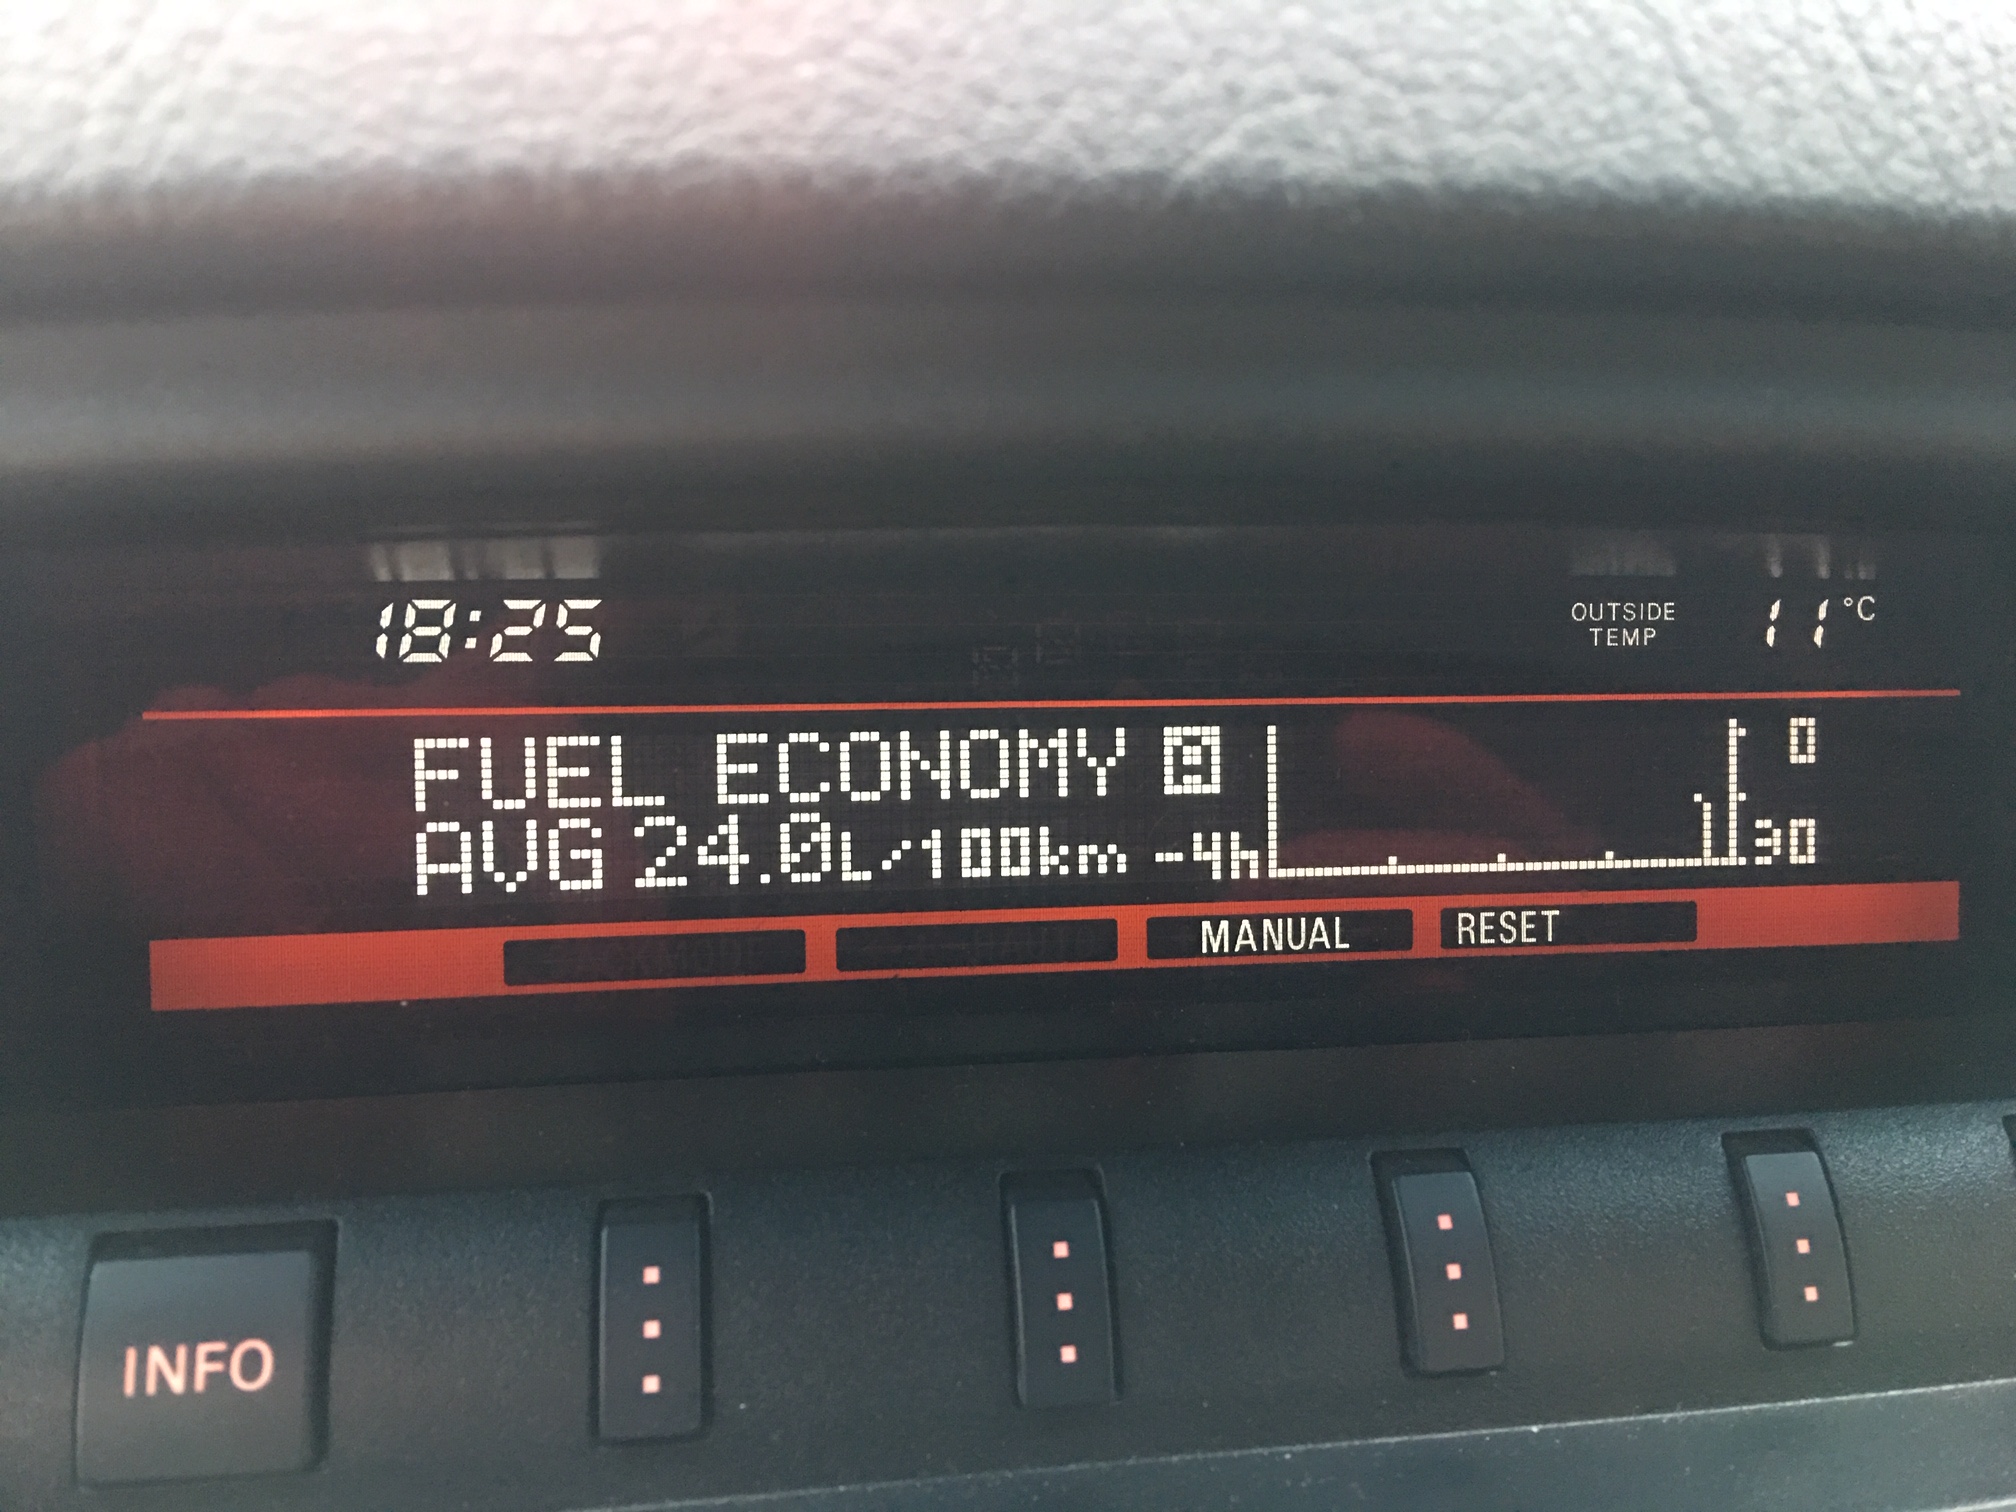 18:25
OUTSIDE TEMP 11 °C
FUEL ECONOMY A 0
AVG 24.0L/100km -4h 30
MANUAL RESET
INFO